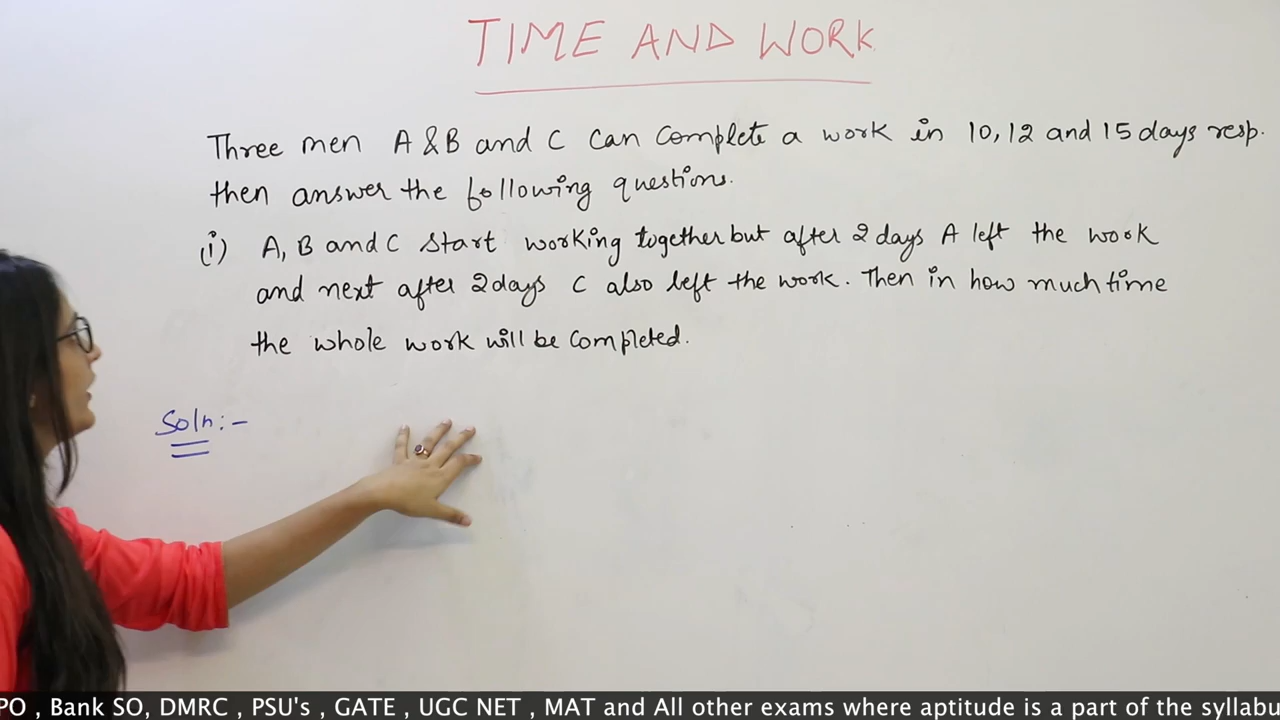 TIME AND WORK
Three men A & B and C can complete a work in 10, 12 and 15 days resp.
then answer the following questions.
(i) A, B and C start working together but after 2 days A left the work
and next after 2 days C also left the work. Then in how much time
the whole work will be completed.
Soln:-
PO , Bank SO, DMRC , PSU's , GATE , UGC NET , MAT and All other exams where aptitude is a part of the syllabu